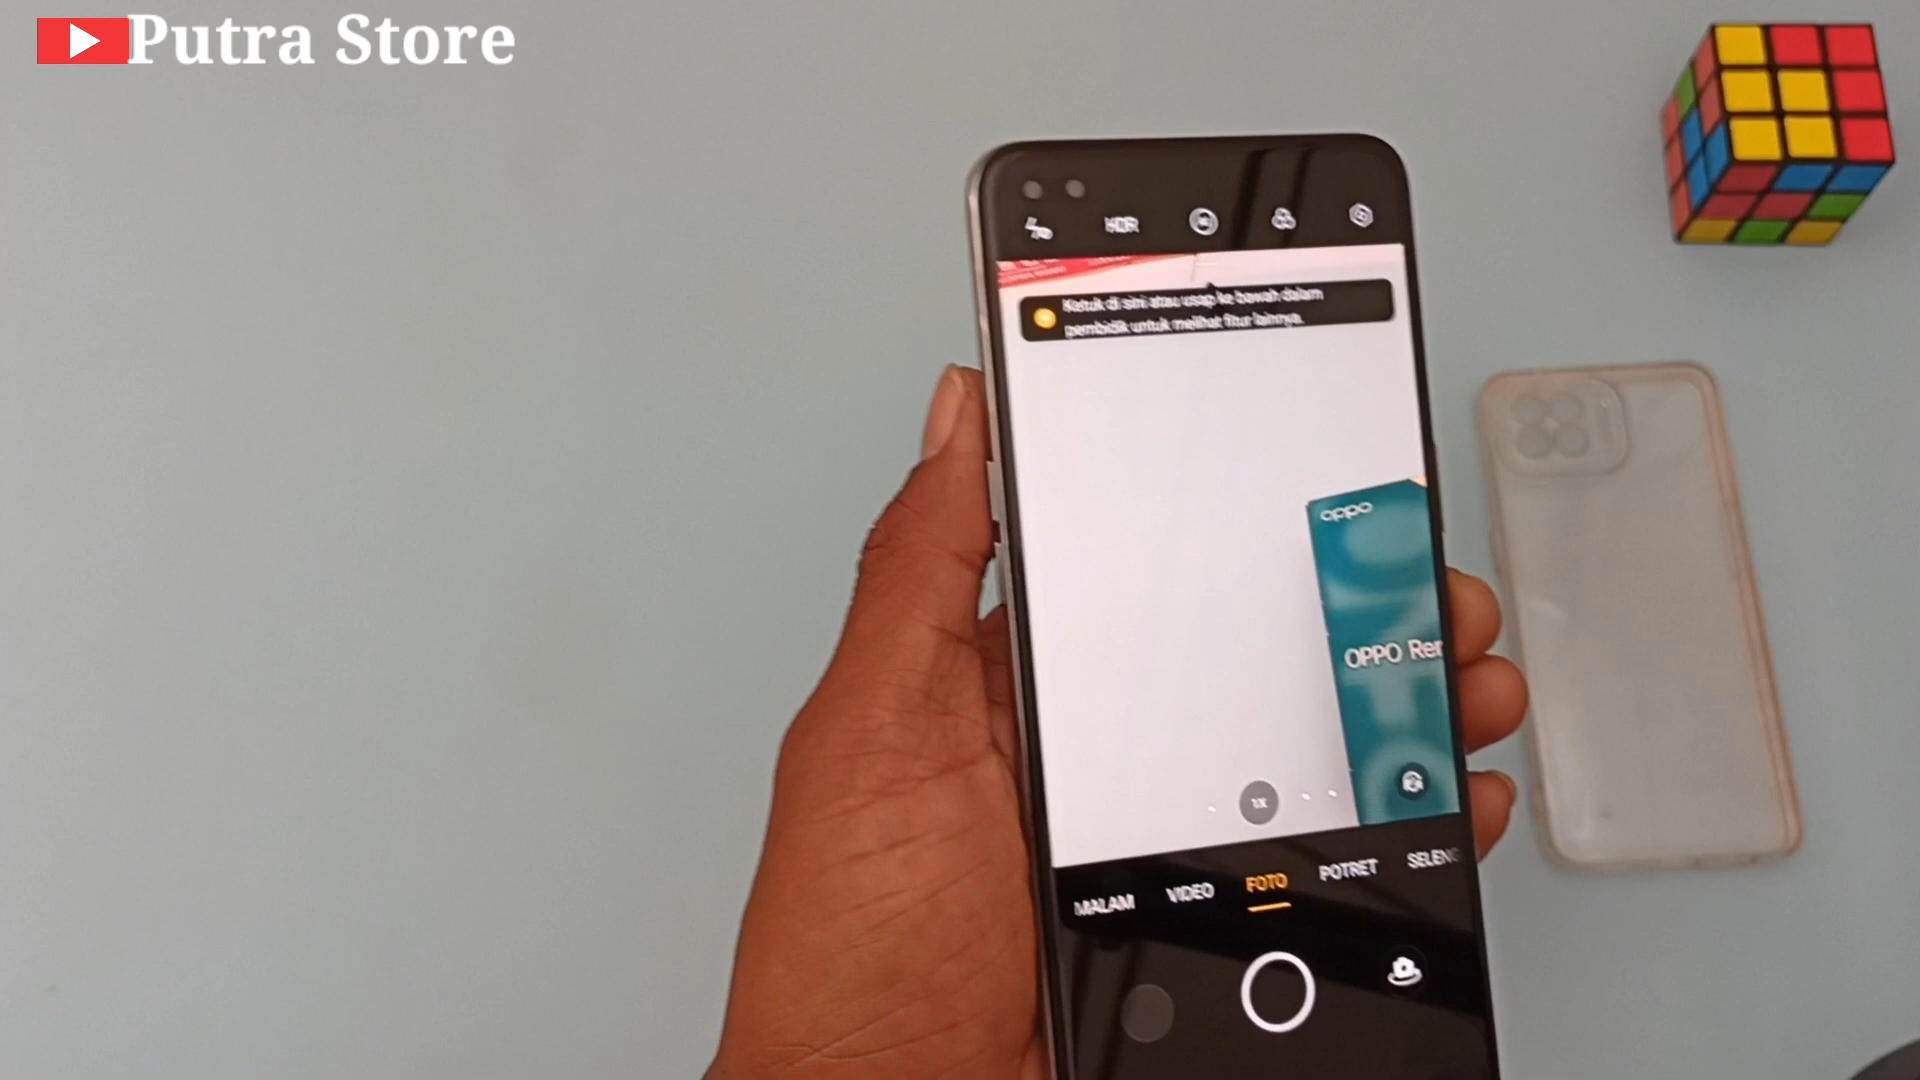 Putra Store
HDR
Ketuk di sini atau usap ke bawah dalam
pembidik untuk melihat fitur lainnya.
oppo
OPPO Ren
1X
MALAM VIDEO FOTO POTRET SELENG